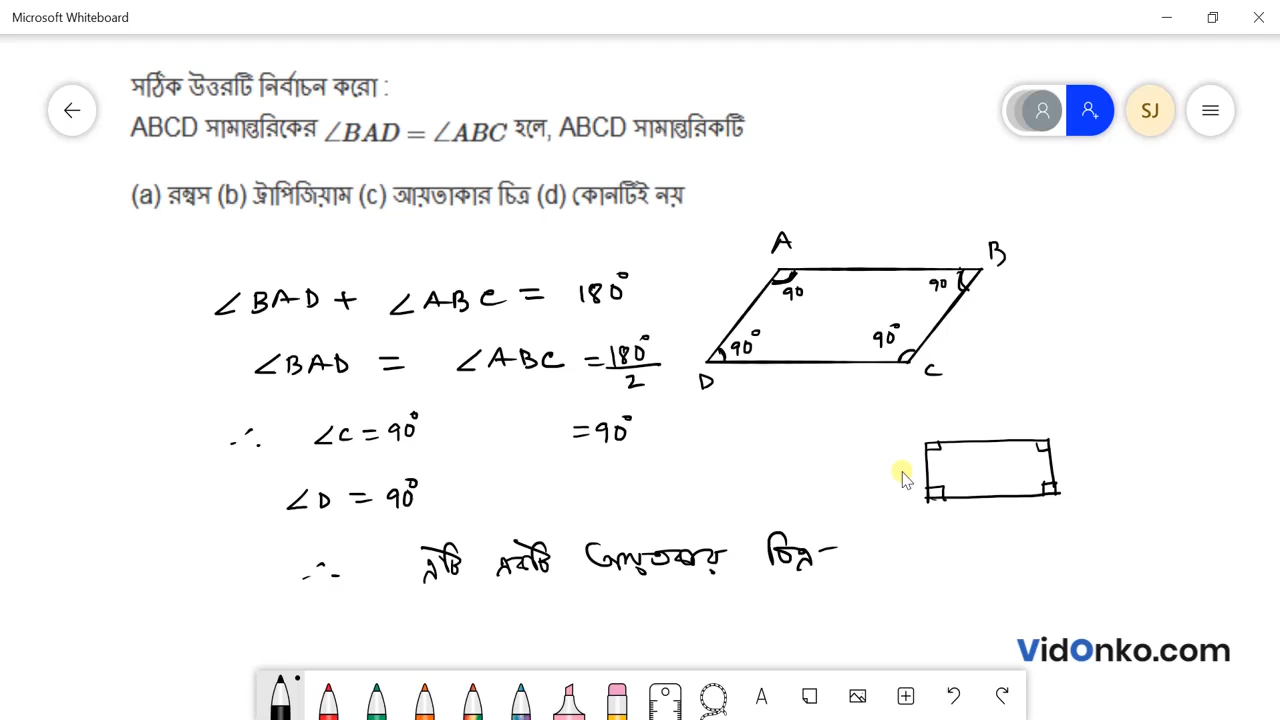 Microsoft Whiteboard
সঠিক উত্তরটি নির্বাচন করো :
ABCD সামান্তরিকের ∠BAD = ∠ABC হলে, ABCD সামান্তরিকটি
SJ
(a) রম্বস (b) ট্রাপিজিয়াম (c) আয়তাকার চিত্র (d) কোনটিই নয়
A
B
∠BAD + ∠ABC = 180°
90
90
∠BAD = ∠ABC = 180°/2
90°
90°
D
C
∴ ∠C = 90° = 90°
∠D = 90°
∴ এটি একটি আয়তকার চিত্র
VidOnko.com
A